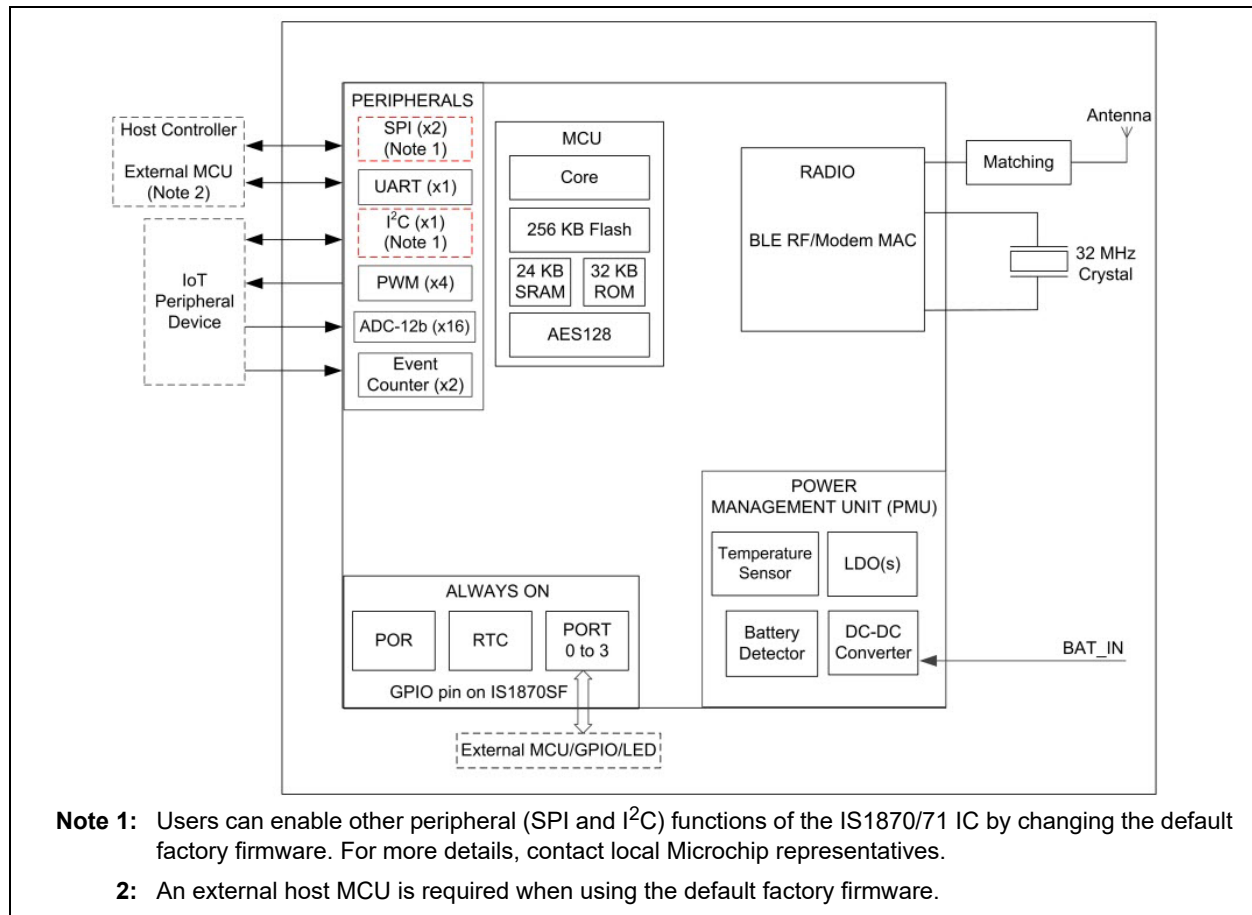 PERIPHERALS
Host Controller
External MCU
(Note 2)
SPI (x2)
(Note 1)
UART (x1)
I²C (x1)
(Note 1)
PWM (x4)
ADC-12b (x16)
Event
Counter (x2)
IoT
Peripheral
Device
MCU
Core
256 KB Flash
24 KB
SRAM
32 KB
ROM
AES128
RADIO
BLE RF/Modem MAC
Matching
Antenna
32 MHz
Crystal
POWER
MANAGEMENT UNIT (PMU)
Temperature
Sensor
LDO(s)
Battery
Detector
DC-DC
Converter
BAT_IN
ALWAYS ON
POR
RTC
PORT
0 to 3
GPIO pin on IS1870SF
External MCU/GPIO/LED
Note 1: Users can enable other peripheral (SPI and I²C) functions of the IS1870/71 IC by changing the default
factory firmware. For more details, contact local Microchip representatives.
2: An external host MCU is required when using the default factory firmware.